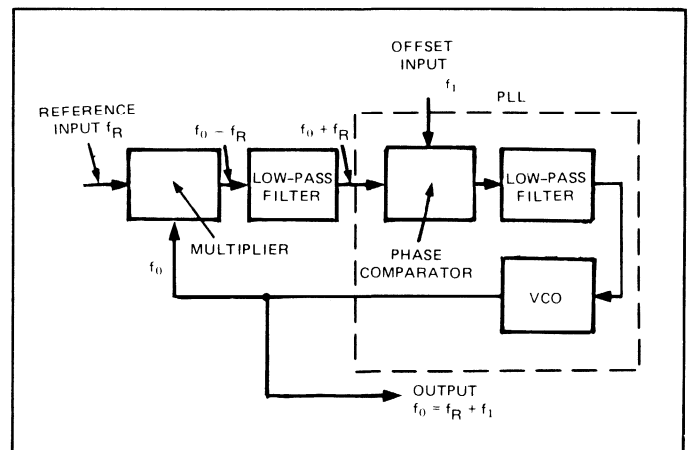 OFFSET
INPUT
f1
PLL
REFERENCE
INPUT fR
f0 − fR
f0 + fR
LOW-PASS
FILTER
LOW-PASS
FILTER
MULTIPLIER
PHASE
COMPARATOR
f0
VCO
OUTPUT
f0 = fR + f1